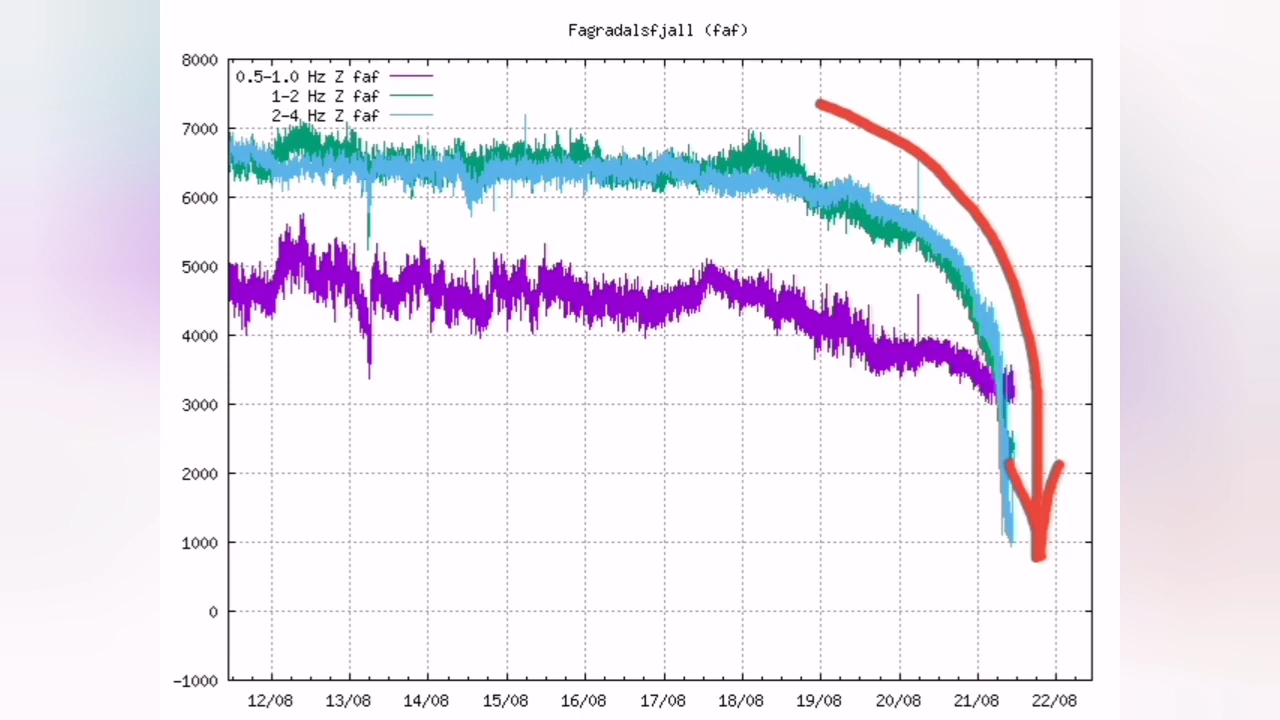 Fagradalsfjall (faf)
8000
0.5-1.0 Hz Z faf
1-2 Hz Z faf
2-4 Hz Z faf
7000
6000
5000
4000
3000
2000
1000
0
-1000
12/08 13/08 14/08 15/08 16/08 17/08 18/08 19/08 20/08 21/08 22/08